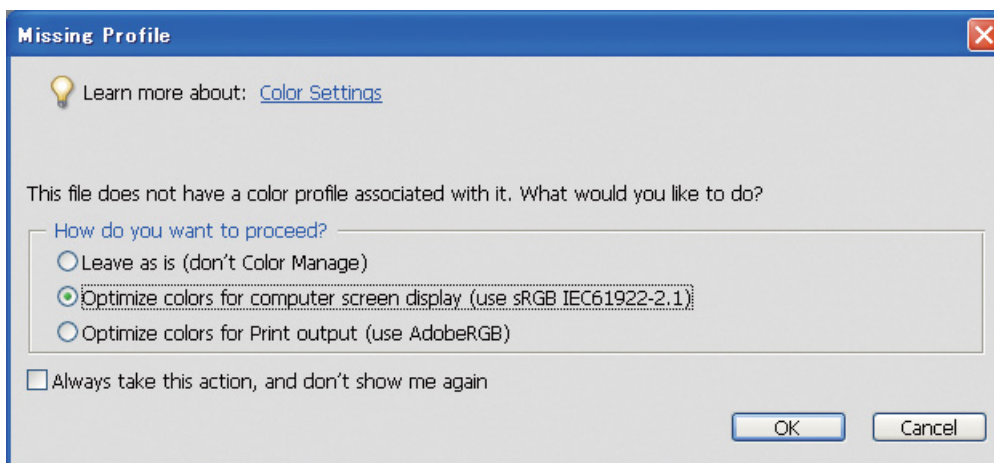 Missing Profile
Learn more about: Color Settings
This file does not have a color profile associated with it. What would you like to do?
How do you want to proceed?
Leave as is (don't Color Manage)
Optimize colors for computer screen display (use sRGB IEC61922-2.1)
Optimize colors for Print output (use AdobeRGB)
Always take this action, and don't show me again
OK Cancel